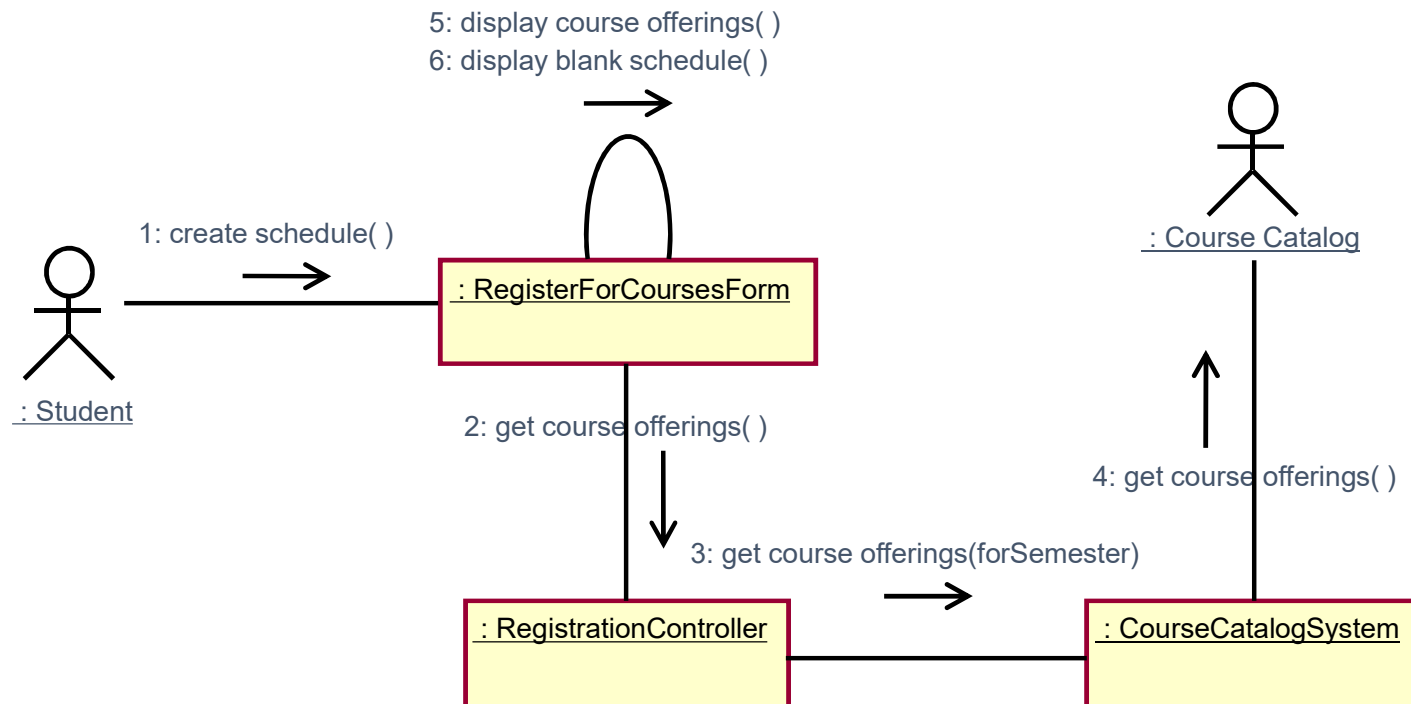 5: display course offerings( )
6: display blank schedule( )
1: create schedule( )
: Course Catalog
: RegisterForCoursesForm
: Student
2: get course offerings( )
4: get course offerings( )
3: get course offerings(forSemester)
: RegistrationController
: CourseCatalogSystem